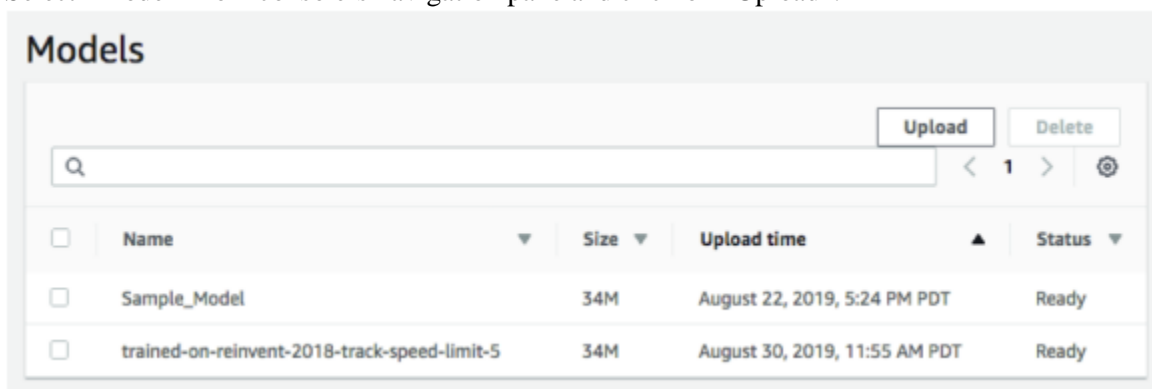 Models
Upload Delete
< 1 >
Name Size Upload time Status
Sample_Model 34M August 22, 2019, 5:24 PM PDT Ready
trained-on-reinvent-2018-track-speed-limit-5 34M August 30, 2019, 11:55 AM PDT Ready